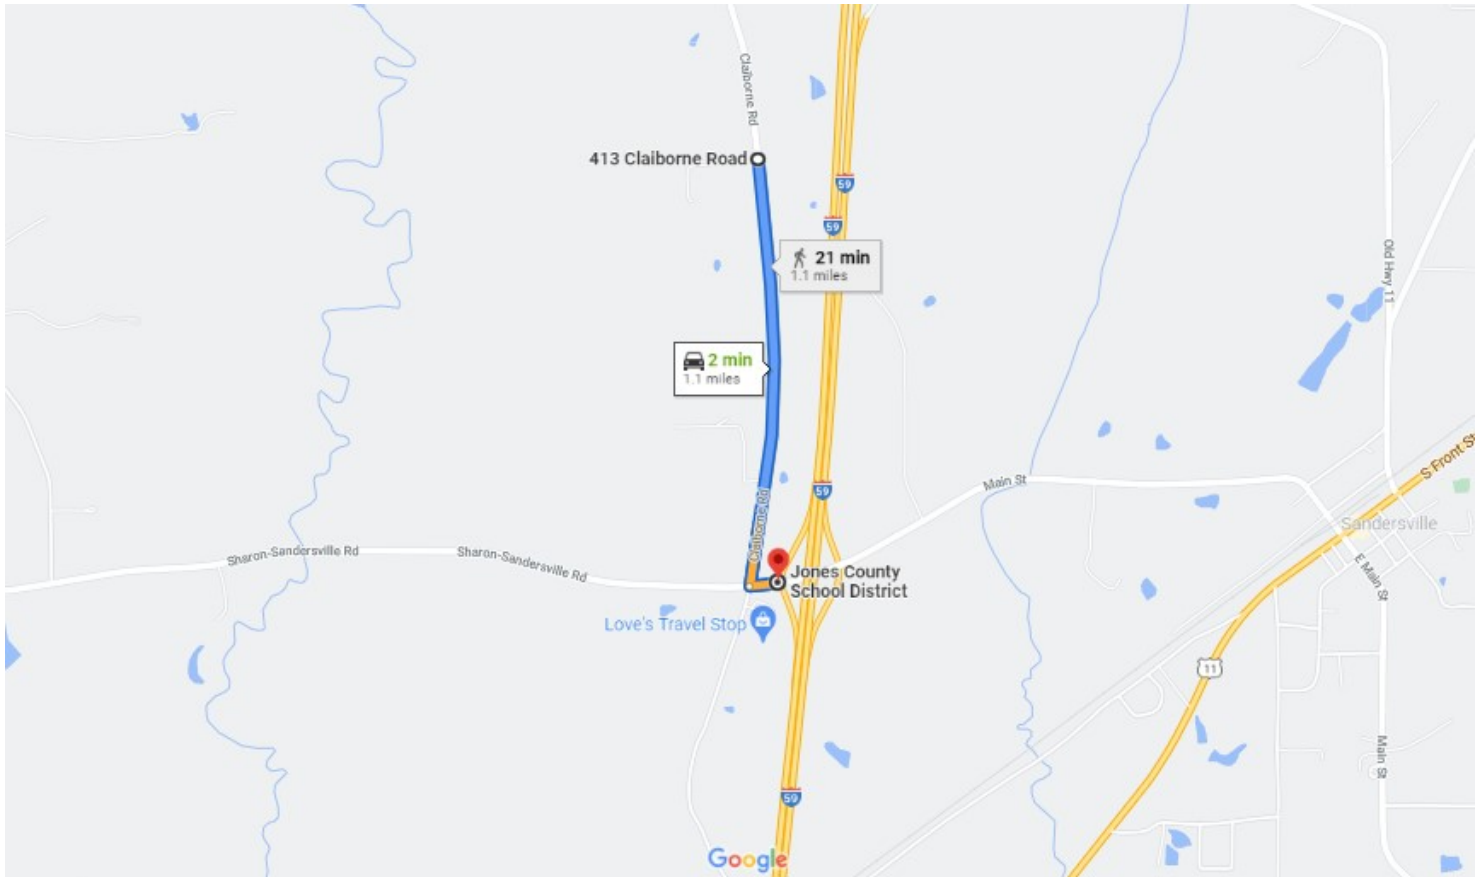 Claiborne Rd
413 Claiborne Road
59
59
21 min
1.1 miles
Old Hwy 11
2 min
1.1 miles
S Front St
Main St
59
Sandersville
Claiborne Rd
Sharon-Sandersville Rd
Sharon-Sandersville Rd
Jones County
School District
E Main St
Love's Travel Stop
11
Main St
59
Google